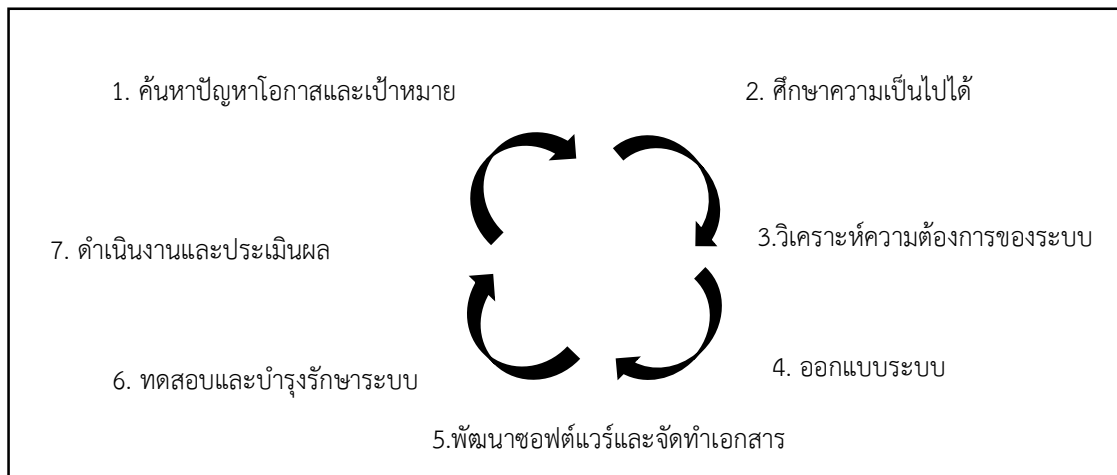 1. ค้นหาปัญหาโอกาสและเป้าหมาย
2. ศึกษาความเป็นไปได้
3.วิเคราะห์ความต้องการของระบบ
4. ออกแบบระบบ
5.พัฒนาซอฟต์แวร์และจัดทำเอกสาร
6. ทดสอบและบำรุงรักษาระบบ
7. ดำเนินงานและประเมินผล